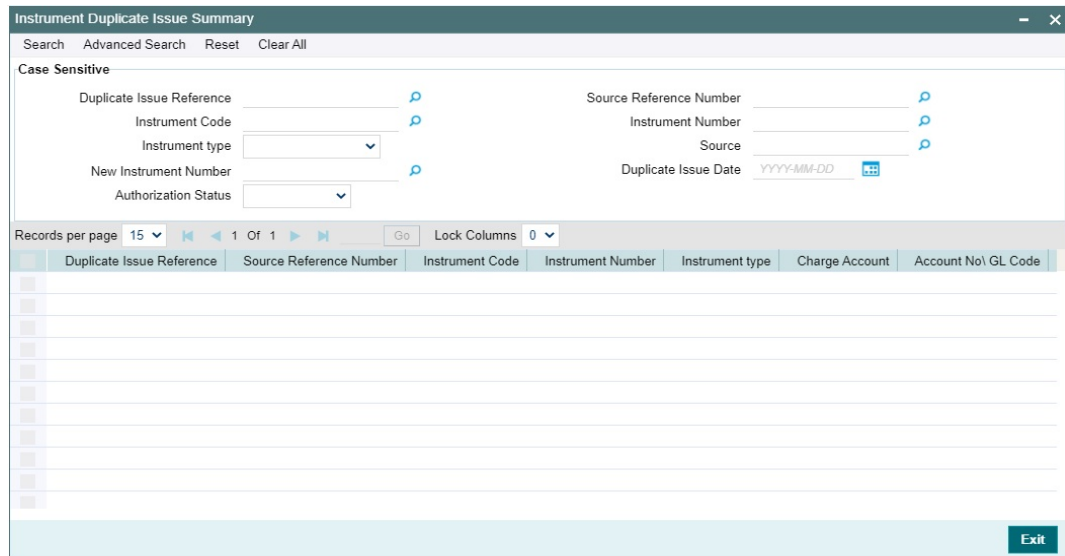 Instrument Duplicate Issue Summary
Search Advanced Search Reset Clear All
Case Sensitive
Duplicate Issue Reference Source Reference Number
Instrument Code Instrument Number
Instrument type Source
New Instrument Number Duplicate Issue Date YYYY-MM-DD
Authorization Status
Records per page 15 1 Of 1 Go Lock Columns 0
Duplicate Issue Reference Source Reference Number Instrument Code Instrument Number Instrument type Charge Account Account No\ GL Code
Exit